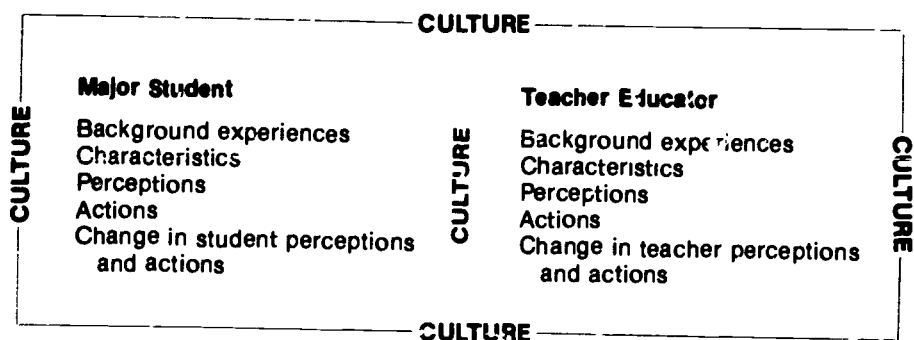 CULTURE
CULTURE
Major Student
Background experiences
Characteristics
Perceptions
Actions
Change in student perceptions
and actions
CULTURE
Teacher Educator
Background experiences
Characteristics
Perceptions
Actions
Change in teacher perceptions
and actions
CULTURE
CULTURE